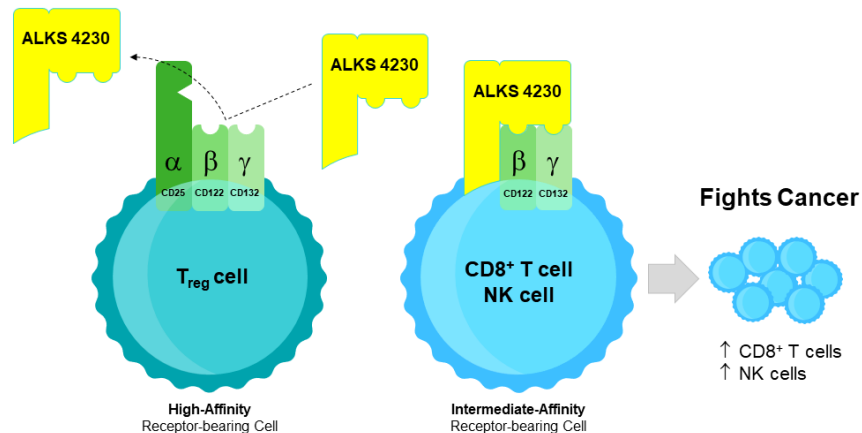 ALKS 4230
ALKS 4230
ALKS 4230
α
β
γ
CD25
CD122
CD132
β
γ
CD122
CD132
Treg cell
CD8⁺ T cell
NK cell
Fights Cancer
↑ CD8⁺ T cells
↑ NK cells
High-Affinity
Receptor-bearing Cell
Intermediate-Affinity
Receptor-bearing Cell